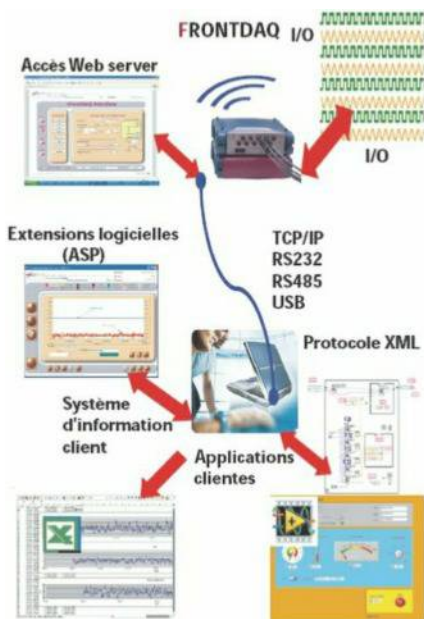 FRONTDAQ
I/O
Accès Web server
I/O
Extensions logicielles
(ASP)
TCP/IP
RS232
RS485
USB
Protocole XML
Système
d'information
client
Applications
clientes